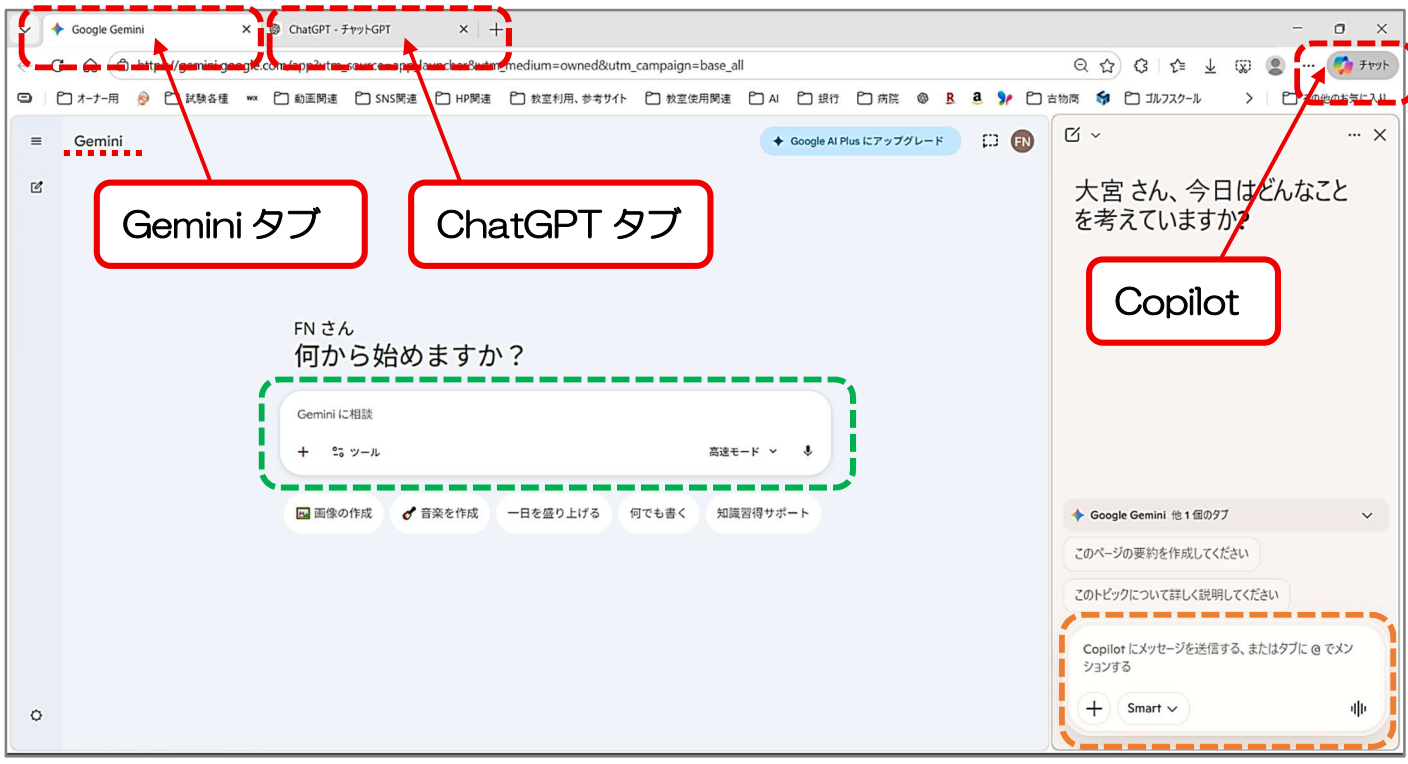 Google Gemini
ChatGPT - チャットGPT
https://gemini.google.com/app?utm_source=app_launcher&utm_medium=owned&utm_campaign=base_all
チャット
オーナー用
試験各種
WIX
動画関連
SNS関連
HP関連
教室利用、参考サイト
教室使用関連
AI
銀行
病院
R
a
古物商
ゴルフスクール
その他のお気に入り
Gemini
Google AI Plus にアップグレード
FN
Gemini タブ
ChatGPT タブ
Copilot
FN さん
何から始めますか？
Gemini に相談
ツール
高速モード
画像の作成
音楽を作成
一日を盛り上げる
何でも書く
知識習得サポート
大宮 さん、今日はどんなこと
を考えていますか?
Google Gemini 他 1 個のタブ
このページの要約を作成してください
このトピックについて詳しく説明してください
Copilot にメッセージを送信する、またはタブに @ でメン
ションする
Smart